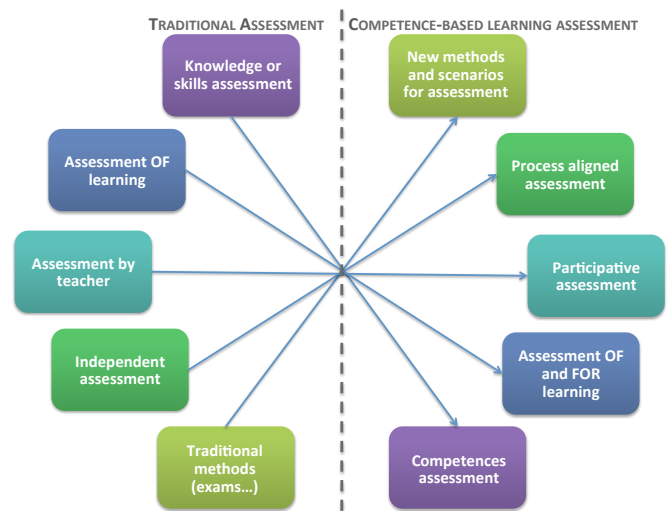 TRADITIONAL ASSESSMENT
COMPETENCE-BASED LEARNING ASSESSMENT
Knowledge or
skills assessment
New methods
and scenarios
for assessment
Assessment OF
learning
Process aligned
assessment
Assessment by
teacher
Participative
assessment
Independent
assessment
Assessment OF
and FOR
learning
Traditional
methods
(exams...)
Competences
assessment